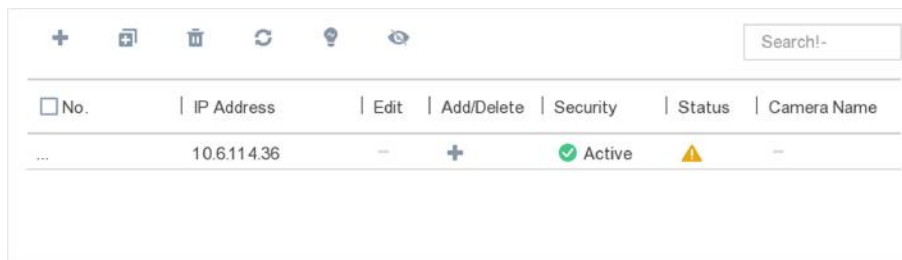 Search!-
No. IP Address Edit Add/Delete Security Status Camera Name
... 10.6.114.36 Active